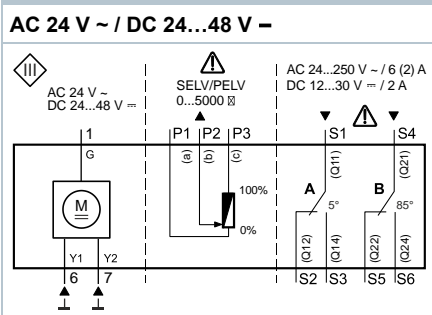 AC 24 V ~ / DC 24...48 V ⎓
III
AC 24 V ~
DC 24...48 V ⎓
SELV/PELV
0...5000 
AC 24...250 V ~ / 6 (2) A
DC 12...30 V ⎓ / 2 A
1 P1 P2 P3 S1 S4
G (a) (b) (c) (Q11) (Q21)
100%
A B
M
5° 85°
0%
Y1 Y2 (Q12) (Q14) (Q22) (Q24)
6 7 S2 S3 S5 S6